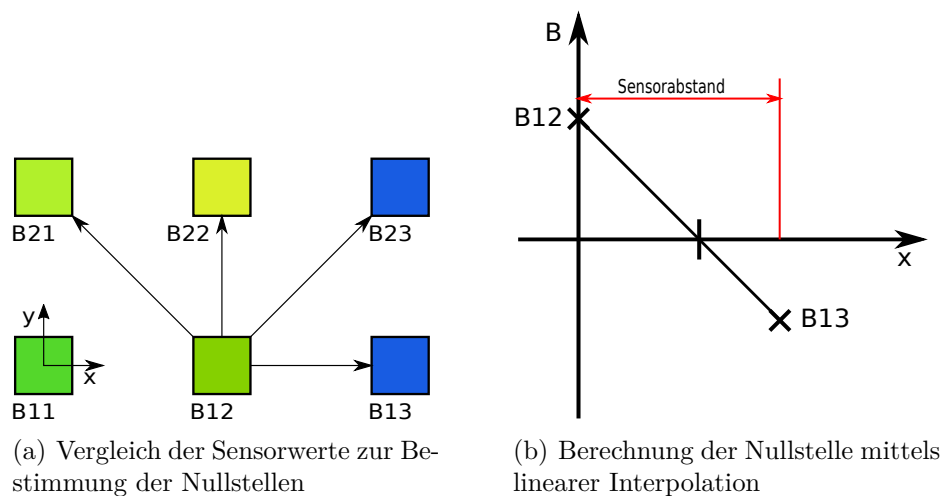 B21
B22
B23
y
x
B11
B12
B13
(a) Vergleich der Sensorwerte zur Be-
stimmung der Nullstellen
B
Sensorabstand
B12
x
B13
(b) Berechnung der Nullstelle mittels
linearer Interpolation